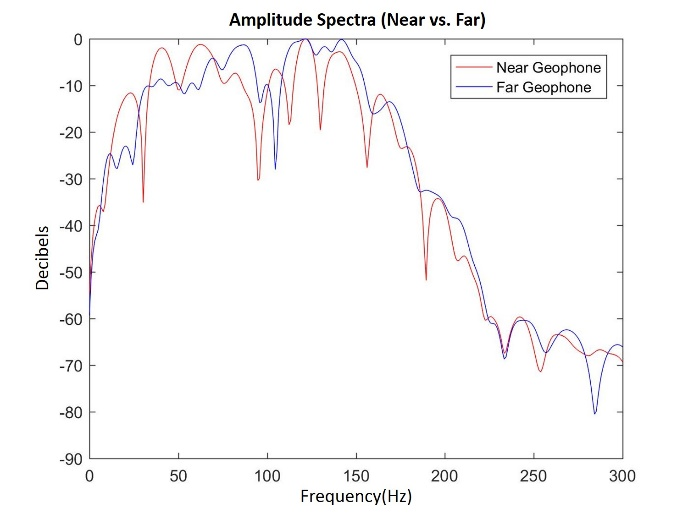 Amplitude Spectra (Near vs. Far)
Near Geophone
Far Geophone
0
-10
-20
-30
-40
-50
-60
-70
-80
-90
Decibels
0 50 100 150 200 250 300
Frequency(Hz)